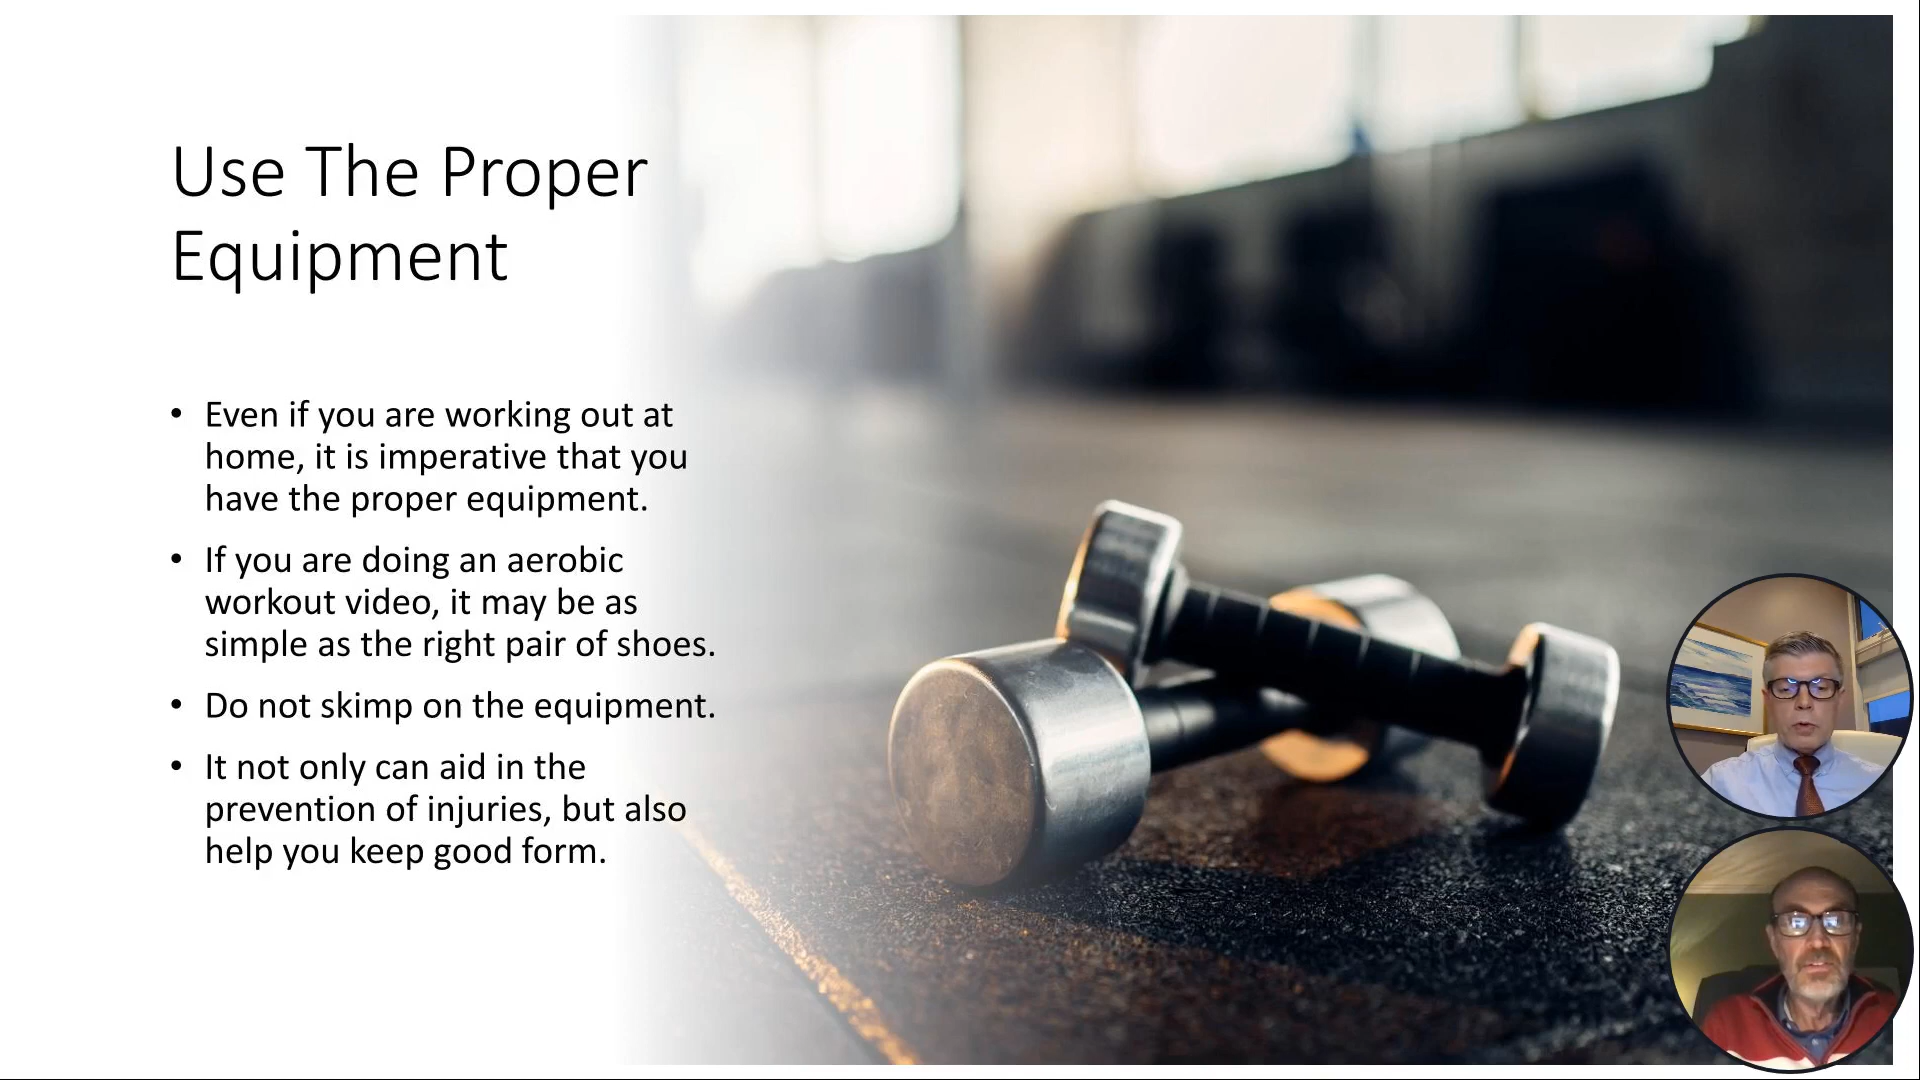 Use The Proper
Equipment
• Even if you are working out at
home, it is imperative that you
have the proper equipment.
• If you are doing an aerobic
workout video, it may be as
simple as the right pair of shoes.
• Do not skimp on the equipment.
• It not only can aid in the
prevention of injuries, but also
help you keep good form.